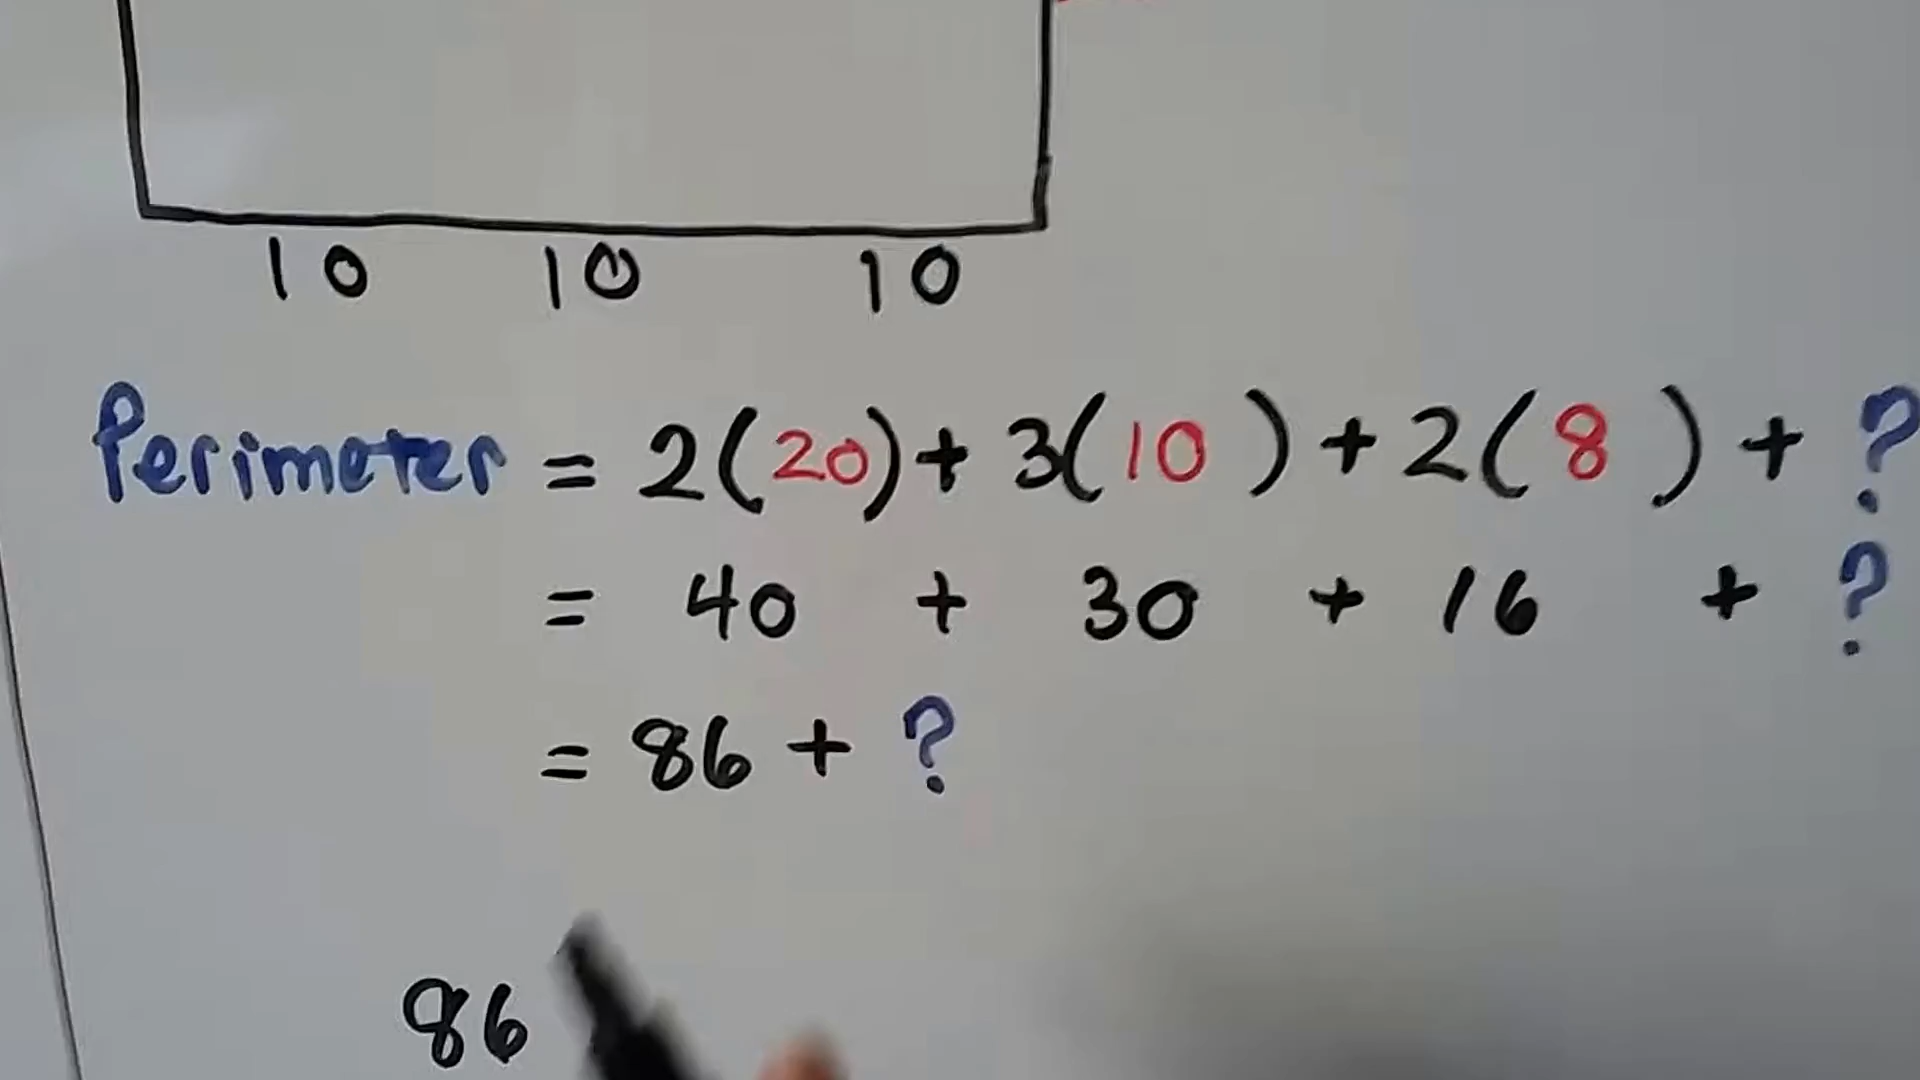 10 10 10
Perimeter = 2(20) + 3(10) + 2(8) + ?
= 40 + 30 + 16 + ?
= 86 + ?
86